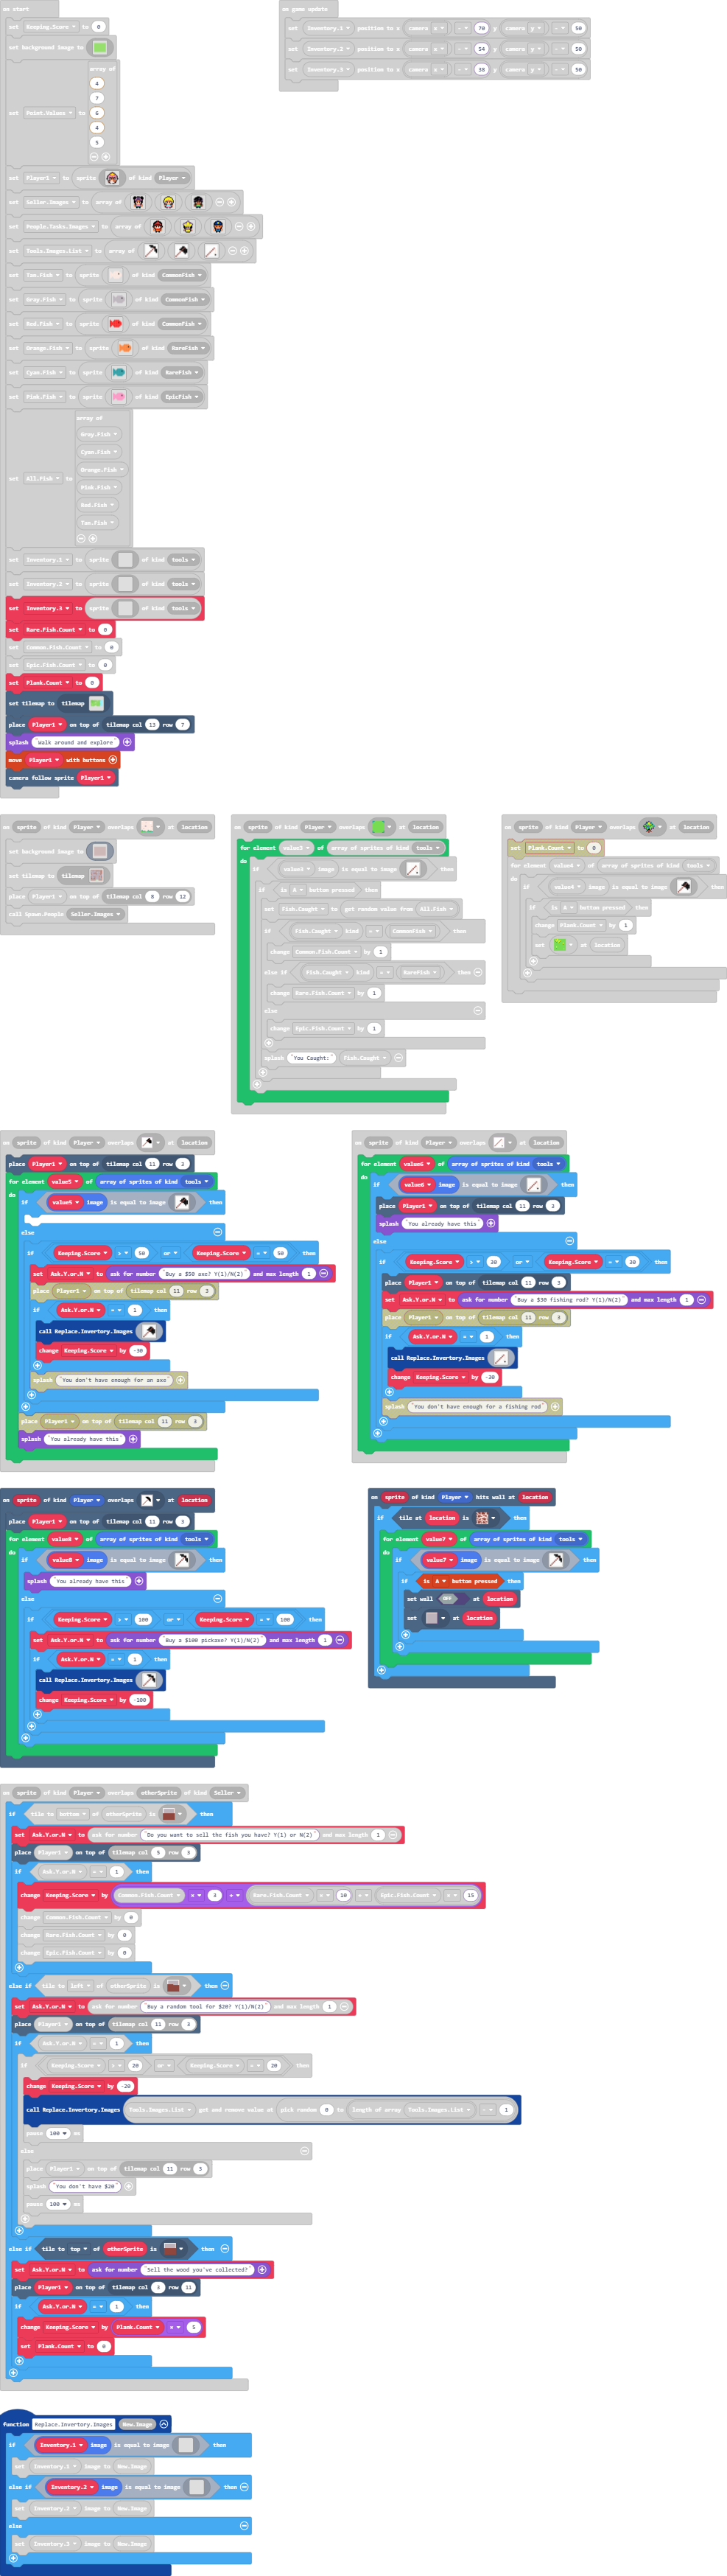 on start
set Keeping.Score to 0
set background image to
set Point.Values to array of
4
7
6
4
5
set Player1 to sprite of kind Player
set Seller.Images to array of
set People.Tasks.Images to array of
set Tools.Images.List to array of
set Tan.Fish to sprite of kind CommonFish
set Gray.Fish to sprite of kind CommonFish
set Red.Fish to sprite of kind CommonFish
set Orange.Fish to sprite of kind RareFish
set Cyan.Fish to sprite of kind RareFish
set Pink.Fish to sprite of kind EpicFish
set All.Fish to array of
Gray.Fish
Cyan.Fish
Orange.Fish
Pink.Fish
Red.Fish
Tan.Fish
set Inventory.1 to sprite of kind tools
set Inventory.2 to sprite of kind tools
set Inventory.3 to sprite of kind tools
set Rare.Fish.Count to 0
set Common.Fish.Count to 0
set Epic.Fish.Count to 0
set Plank.Count to 0
set tilemap to tilemap
place Player1 on top of tilemap col 13 row 7
splash "Walk around and explore"
move Player1 with buttons
camera follow sprite Player1
on game update
set Inventory.1 position to x camera x - 70 y camera y - 50
set Inventory.2 position to x camera x - 54 y camera y - 50
set Inventory.3 position to x camera x - 38 y camera y - 50
on sprite of kind Player overlaps at location
set background image to
set tilemap to tilemap
place Player1 on top of tilemap col 8 row 12
call Spawn.People Seller.Images
on sprite of kind Player overlaps at location
for element value3 of array of sprites of kind tools
do if value3 image is equal to image then
if is A button pressed then
set Fish.Caught to get random value from All.Fish
if Fish.Caught kind = CommonFish then
change Common.Fish.Count by 1
else if Fish.Caught kind = RareFish then
change Rare.Fish.Count by 1
else
change Epic.Fish.Count by 1
splash "You Caught:" Fish.Caught
on sprite of kind Player overlaps at location
set Plank.Count to 0
for element value4 of array of sprites of kind tools
do if value4 image is equal to image then
if is A button pressed then
change Plank.Count by 1
set at location
on sprite of kind Player overlaps at location
place Player1 on top of tilemap col 11 row 3
for element value5 of array of sprites of kind tools
do if value5 image is equal to image then
else
if Keeping.Score > 50 or Keeping.Score = 50 then
set Ask.Y.or.N to ask for number "Buy a $50 axe? Y(1)/N(2)" and max length 1
place Player1 on top of tilemap col 11 row 3
if Ask.Y.or.N = 1 then
call Replace.Inventory.Images
change Keeping.Score by -30
splash "You don't have enough for an axe"
place Player1 on top of tilemap col 11 row 3
splash "You already have this"
on sprite of kind Player overlaps at location
for element value6 of array of sprites of kind tools
do if value6 image is equal to image then
place Player1 on top of tilemap col 11 row 3
splash "You already have this"
else
if Keeping.Score > 30 or Keeping.Score = 30 then
place Player1 on top of tilemap col 11 row 3
set Ask.Y.or.N to ask for number "Buy a $30 fishing rod? Y(1)/N(2)" and max length 1
place Player1 on top of tilemap col 11 row 3
if Ask.Y.or.N = 1 then
call Replace.Inventory.Images
change Keeping.Score by -30
splash "You don't have enough for a fishing rod"
on sprite of kind Player overlaps at location
place Player1 on top of tilemap col 11 row 3
for element value8 of array of sprites of kind tools
do if value8 image is equal to image then
splash "You already have this"
else
if Keeping.Score > 100 or Keeping.Score = 100 then
set Ask.Y.or.N to ask for number "Buy a $100 pickaxe? Y(1)/N(2)" and max length 1
if Ask.Y.or.N = 1 then
call Replace.Invertory.Images
change Keeping.Score by -100
on sprite of kind Player hits wall at location
if tile at location is then
for element value7 of array of sprites of kind tools
do if value7 image is equal to image then
if is A button pressed then
set wall OFF at location
set at location
on sprite of kind Player overlaps otherSprite of kind Seller
if tile to bottom of otherSprite is then
set Ask.Y.or.N to ask for number "Do you want to sell the fish you have? Y(1) or N(2)" and max length 1
place Player1 on top of tilemap col 5 row 3
if Ask.Y.or.N = 1 then
change Keeping.Score by Common.Fish.Count × 3 + Rare.Fish.Count × 10 + Epic.Fish.Count × 15
change Common.Fish.Count by 0
change Rare.Fish.Count by 0
change Epic.Fish.Count by 0
else if tile to left of otherSprite is then
set Ask.Y.or.N to ask for number "Buy a random tool for $20? Y(1)/N(2)" and max length 1
place Player1 on top of tilemap col 11 row 3
if Ask.Y.or.N = 1 then
if Keeping.Score > 20 or Keeping.Score = 20 then
change Keeping.Score by -20
call Replace.Inventory.Images Tools.Images.List get and remove value at pick random 0 to length of array Tools.Images.List - 1
pause 100 ms
else
place Player1 on top of tilemap col 11 row 3
splash "You don't have $20"
pause 100 ms
else if tile to top of otherSprite is then
set Ask.Y.or.N to ask for number "Sell the wood you've collected?"
place Player1 on top of tilemap col 3 row 11
if Ask.Y.or.N = 1 then
change Keeping.Score by Plank.Count × 5
set Plank.Count to 0
function Replace.Inventory.Images New.Image
if Inventory.1 image is equal to image then
set Inventory.1 image to New.Image
else if Inventory.2 image is equal to image then
set Inventory.2 image to New.Image
else
set Inventory.3 image to New.Image